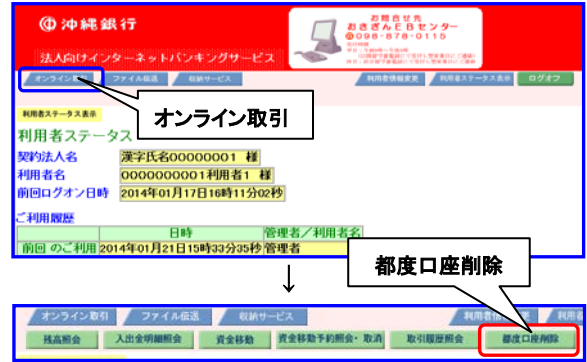 沖縄銀行
お問合せ先
おきぎんEBセンター
098-878-0115
法人向けインターネットバンキングサービス
オンライン取引 ファイル伝送 収納サービス 利用者情報変更 利用者ステータス表示 ログオフ
オンライン取引
利用者ステータス表示
利用者ステータス
契約法人名 漢字氏名00000001 様
利用者名 0000000001利用者1 様
前回ログオン日時 2014年01月17日16時11分02秒
ご利用履歴
日時 管理者/利用者名
前回 のご利用 2014年01月21日15時33分35秒 管理者
都度口座削除
↓
オンライン取引 ファイル伝送 収納サービス
残高照会 入出金明細照会 資金移動 資金移動予約照会・取消 取引履歴照会 都度口座削除